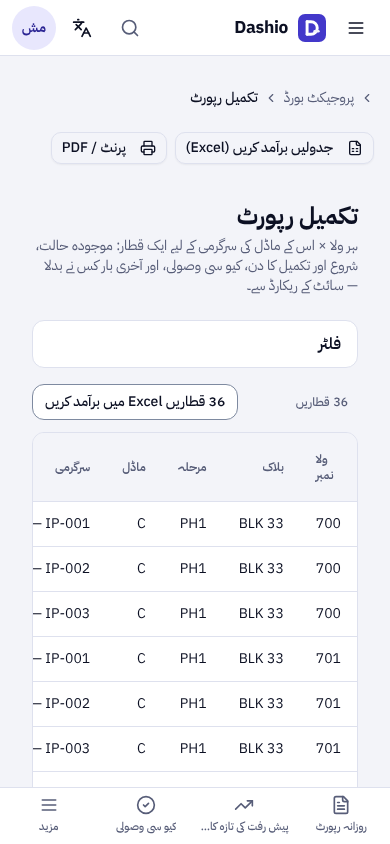 Dashio
مش
پروجیکٹ بورڈ
تکمیل رپورٹ
جدولیں برآمد کریں (Excel)
پرنٹ / PDF
تکمیل رپورٹ
ہر ولا × اس کے ماڈل کی سرگرمی کے لیے ایک قطار: موجودہ حالت،
شروع اور تکمیل کا دن، کیو سی وصولی، اور آخری بار کس نے بدلا
— سائٹ کے ریکارڈ سے۔
فلٹر
36 قطاریں
36 قطاریں Excel میں برآمد کریں
ولا نمبر بلاک مرحلہ ماڈل سرگرمی
700 BLK 33 PH1 C IP-001 –
700 BLK 33 PH1 C IP-002 –
700 BLK 33 PH1 C IP-003 –
701 BLK 33 PH1 C IP-001 –
701 BLK 33 PH1 C IP-002 –
701 BLK 33 PH1 C IP-003 –
روزانہ رپورٹ
پیش رفت کی تازہ کا...
کیو سی وصولی
مزید